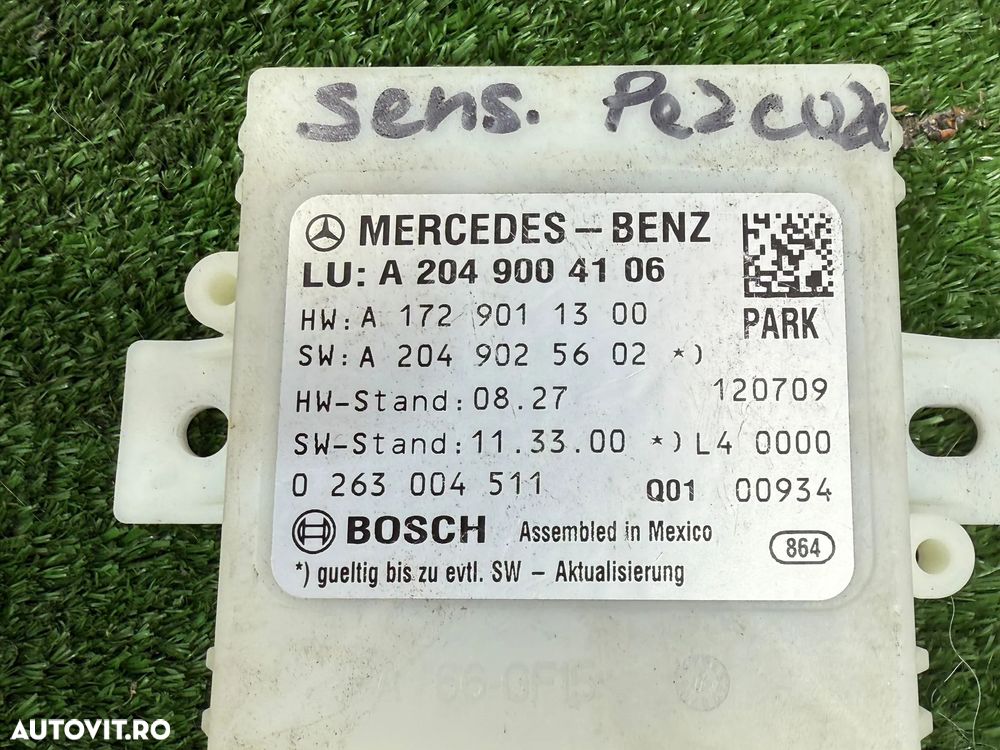 sens.
MERCEDES-BENZ
LU: A 204 900 41 06
HW: A 172 901 13 00
PARK
SW: A 204 902 56 02 *)
HW-Stand: 08.27 120709
SW-Stand: 11.33.00 *) L4 0000
0 263 004 511 Q01 00934
BOSCH Assembled in Mexico 864
*) gueltig bis zu evtl. SW - Aktualisierung
AUTOVIT.RO